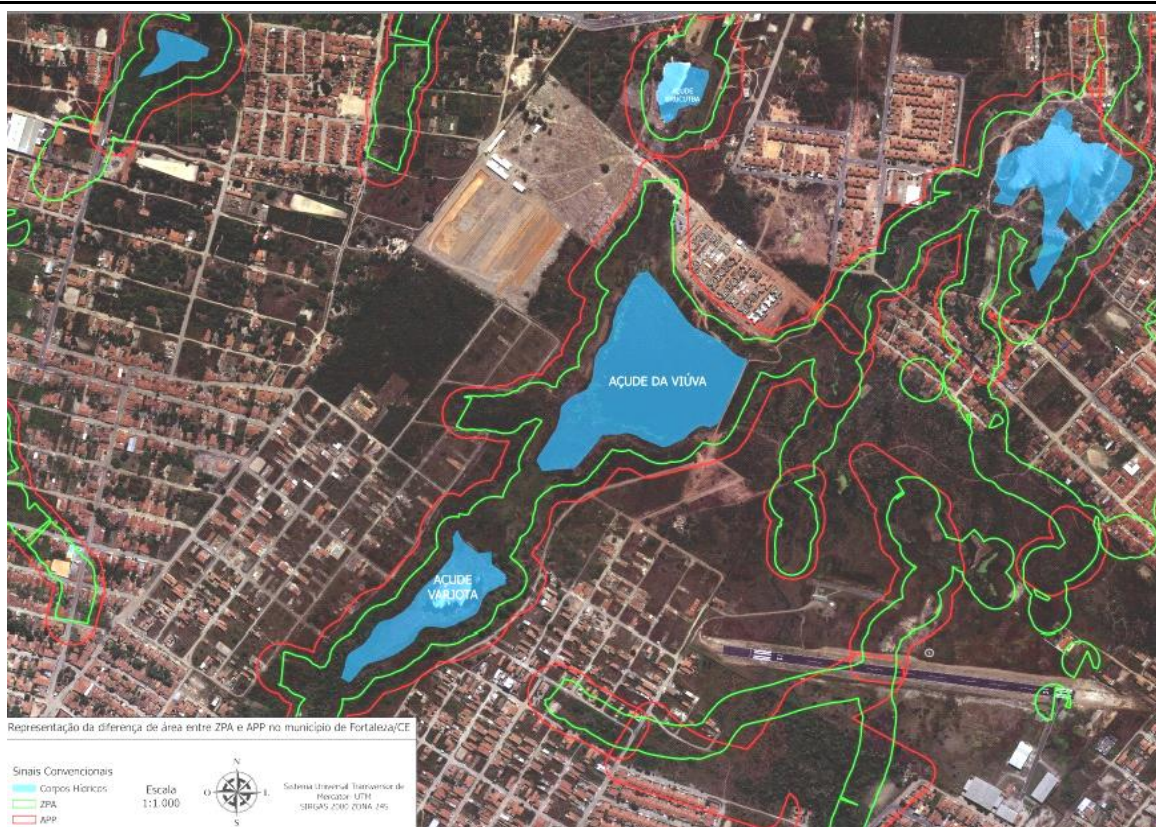 AÇUDE
AÇUDE DA VIÚVA
AÇUDE
VARJOTA
Representação da diferença de área entre ZPA e APP no município de Fortaleza/CE
Sinais Convencionais
Corpos Hídricos
ZPA
APP
Escala
1:1.000
N
O
L
S
Sistema Universal Transversor de
Mercator- UTM
SIRGAS 2000 ZONA 24S